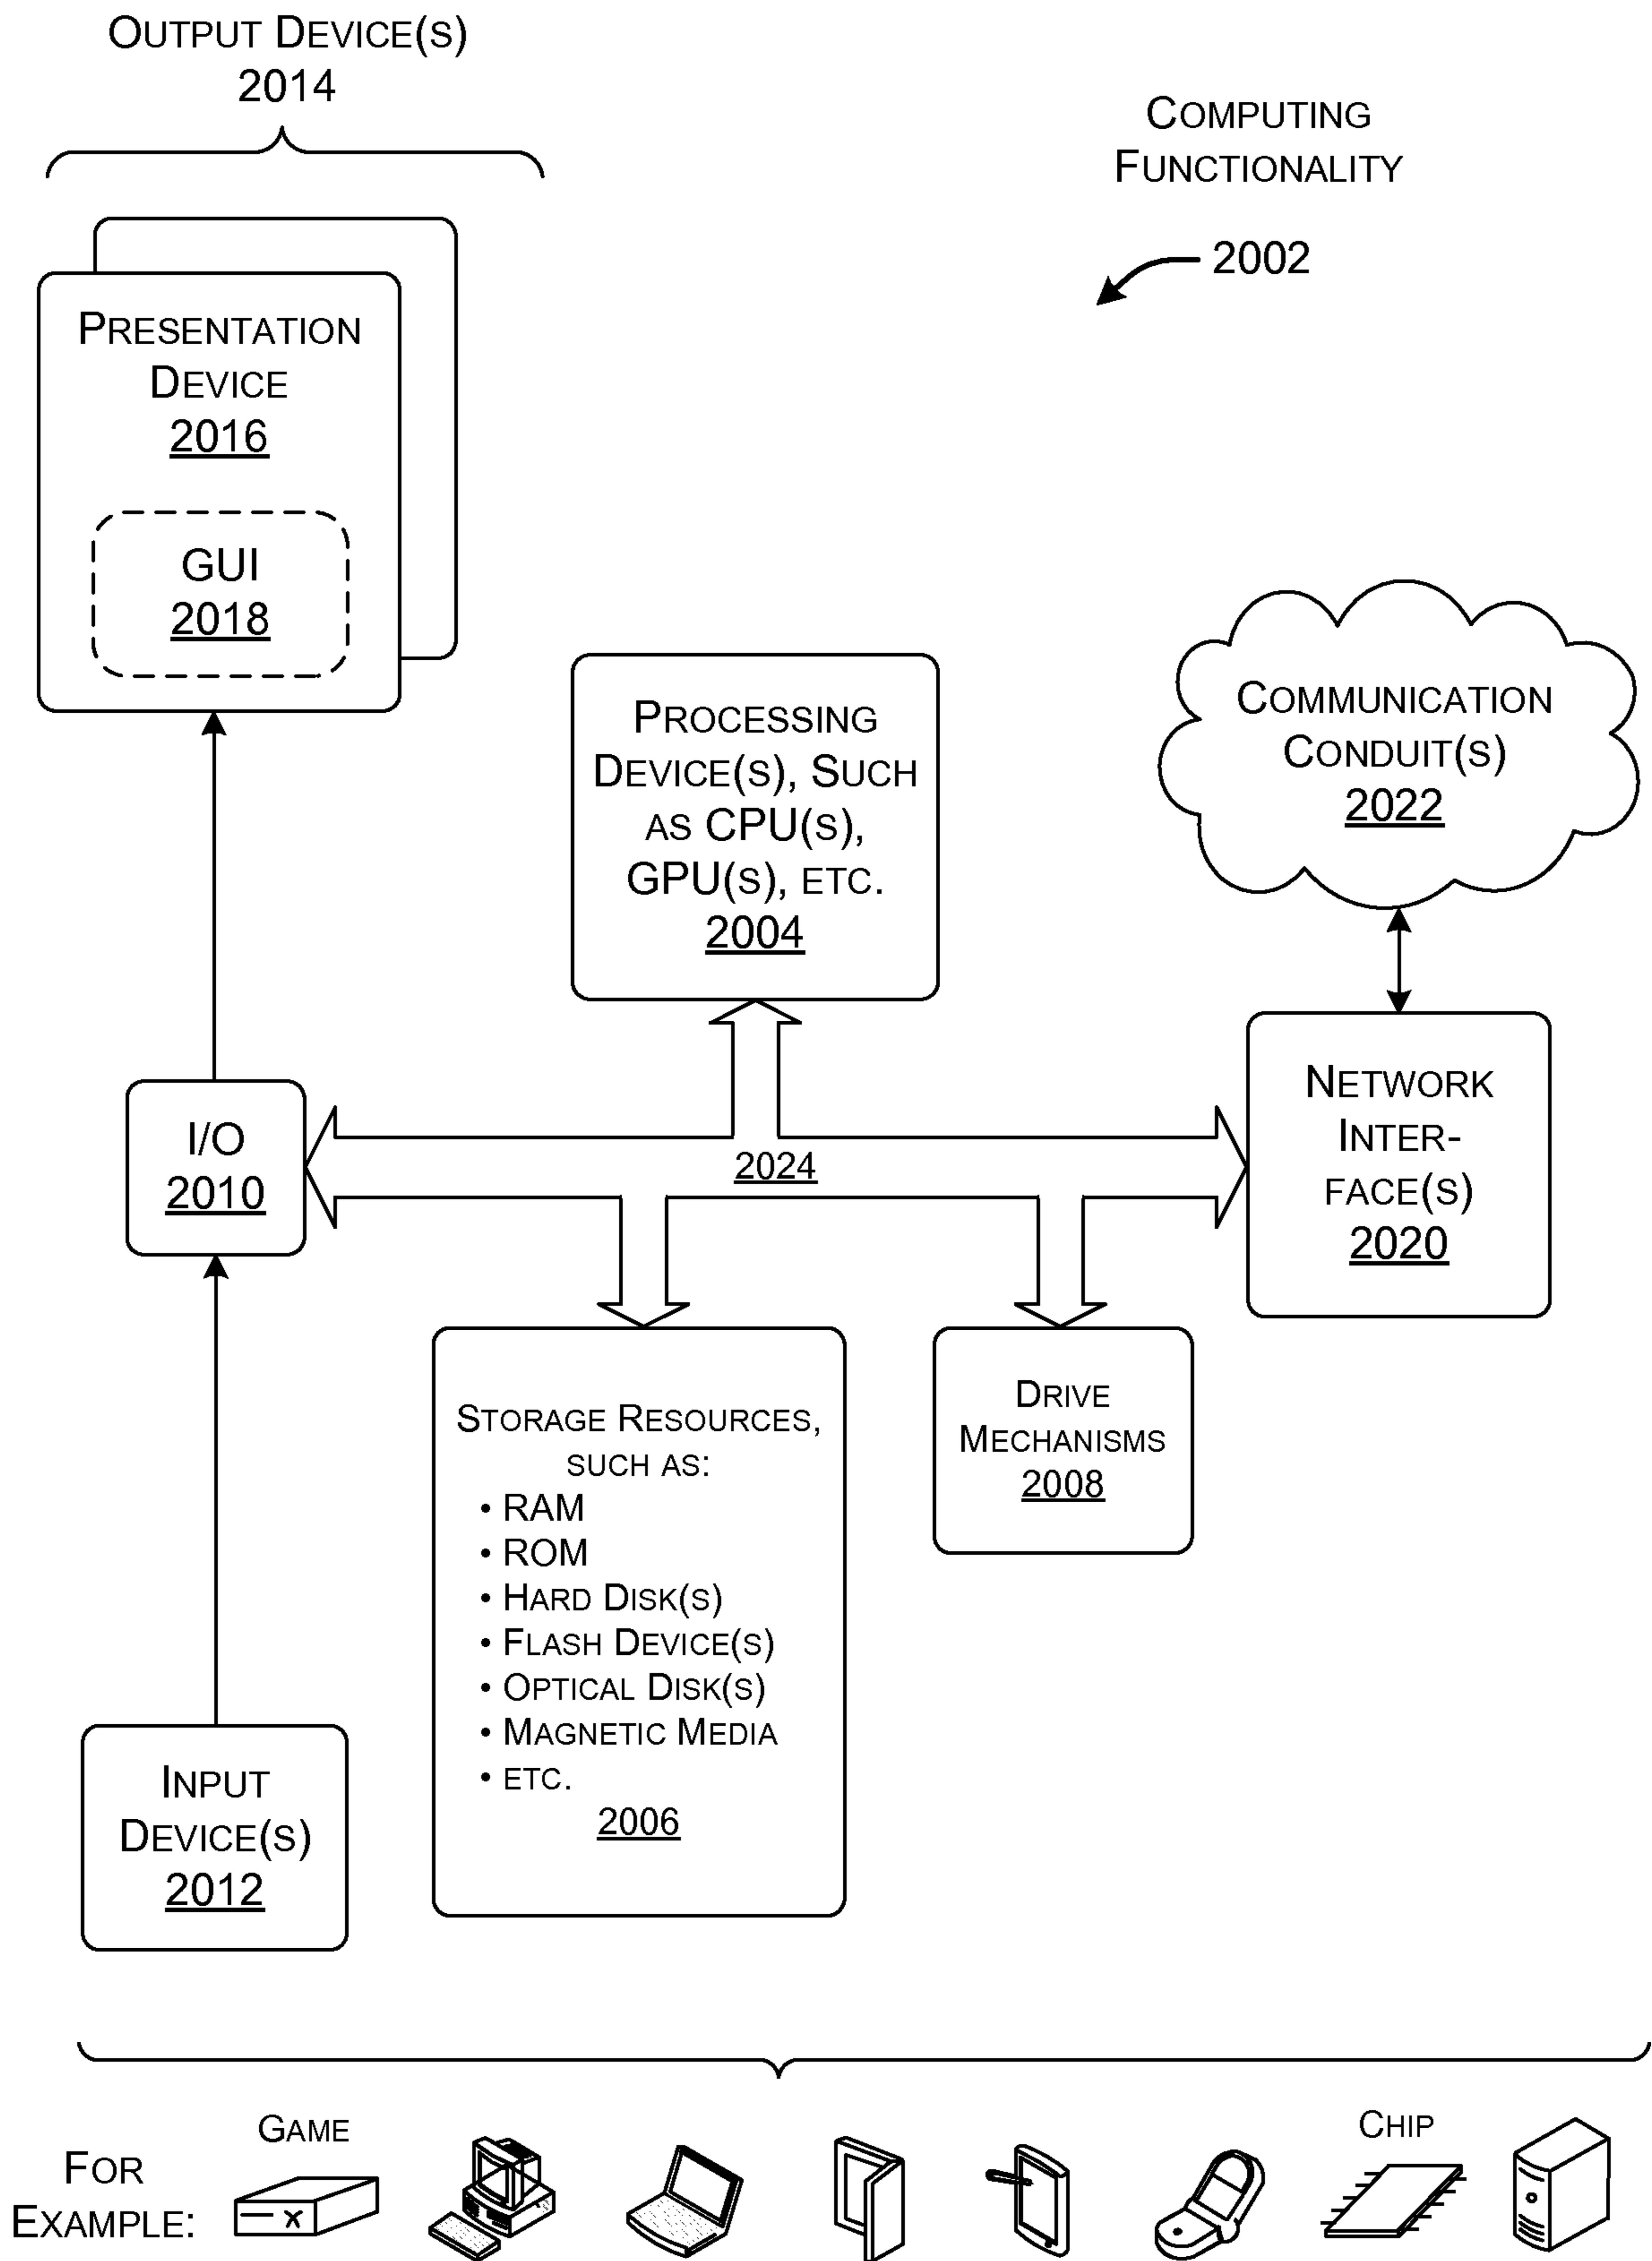 OUTPUT DEVICE(S)
2014
COMPUTING
FUNCTIONALITY
2002
PRESENTATION
DEVICE
2016
GUI
2018
PROCESSING
DEVICE(S), SUCH
AS CPU(S),
GPU(S), ETC.
2004
COMMUNICATION
CONDUIT(S)
2022
I/O
2010
2024
NETWORK
INTER-
FACE(S)
2020
STORAGE RESOURCES,
SUCH AS:
• RAM
• ROM
• HARD DISK(S)
• FLASH DEVICE(S)
• OPTICAL DISK(S)
• MAGNETIC MEDIA
• ETC.
2006
DRIVE
MECHANISMS
2008
INPUT
DEVICE(S)
2012
FOR
EXAMPLE:
GAME
X
CHIP